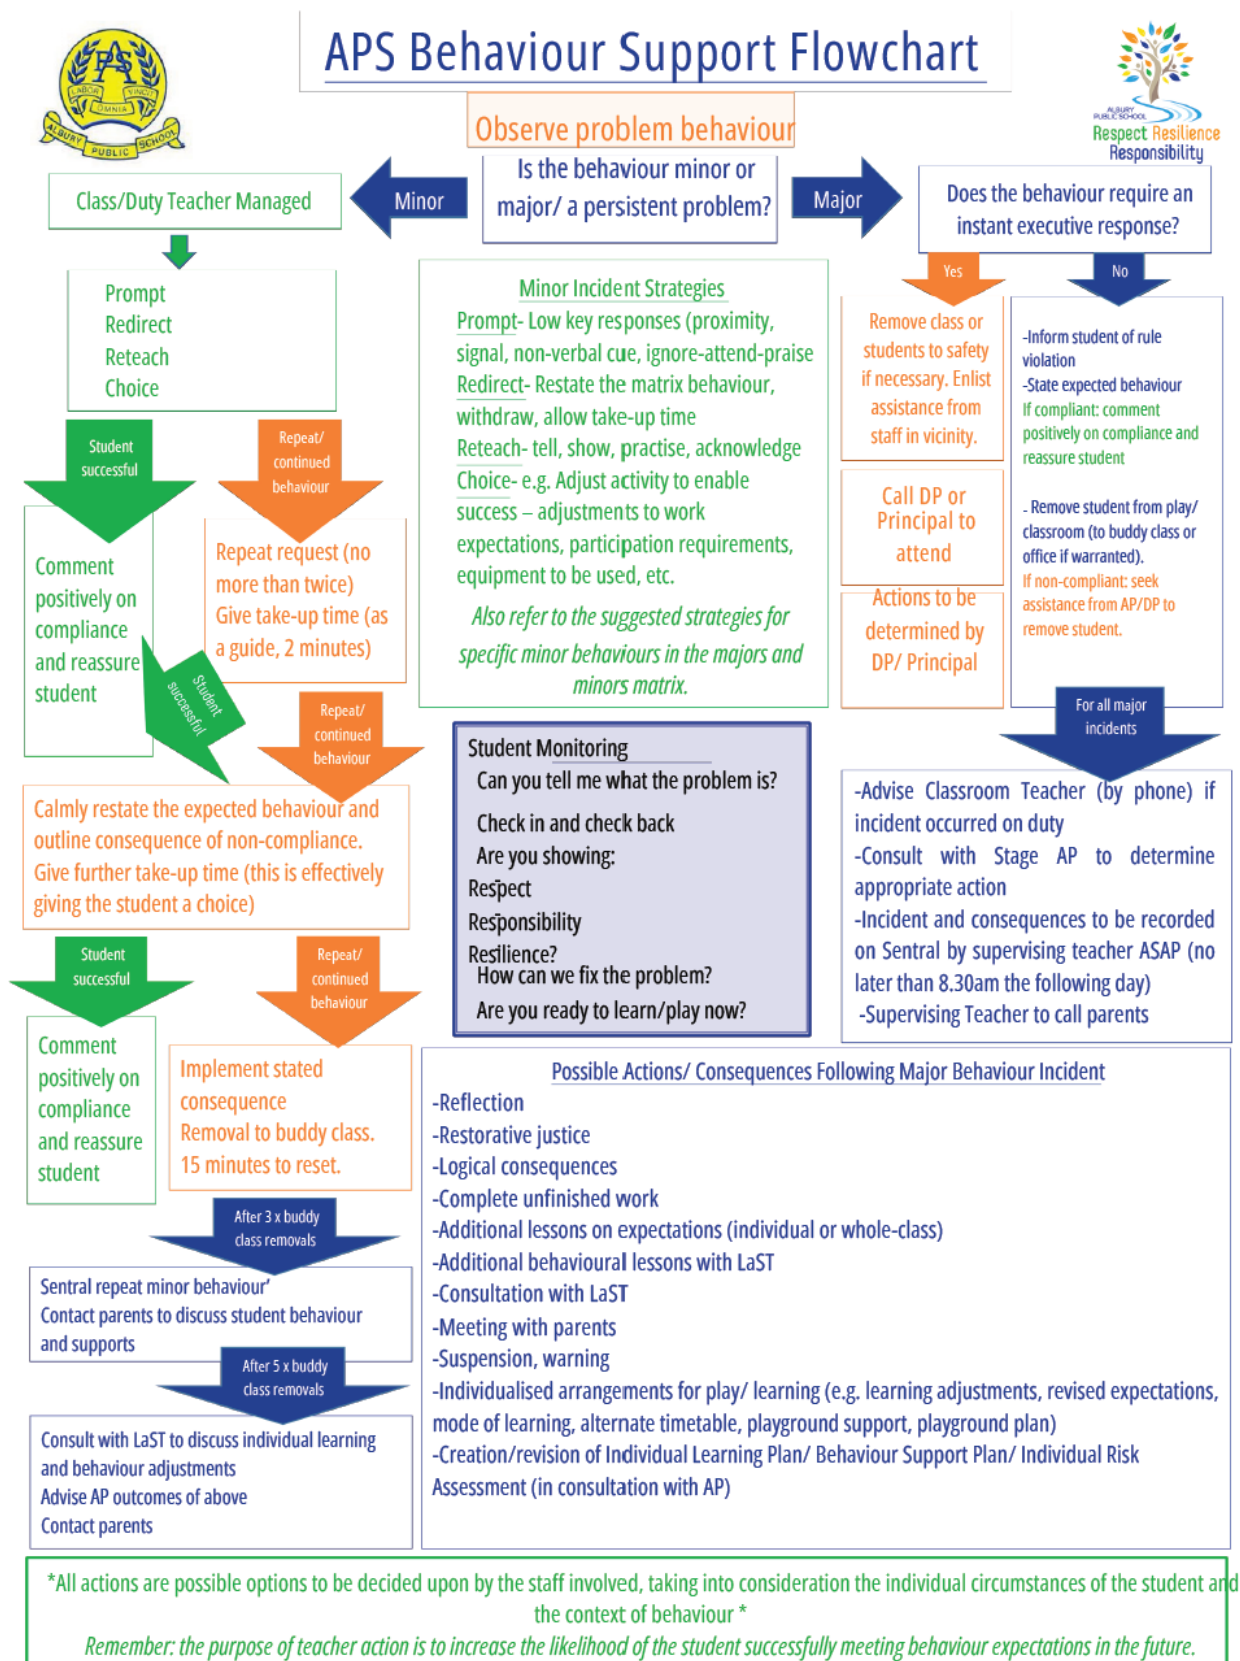 APS Behaviour Support Flowchart
PAS
LABOR VINCIT
OMNIA
ALBURY PUBLIC SCHOOL
ALBURY
PUBLIC SCHOOL
Respect Resilience
Responsibility
Observe problem behaviour
Is the behaviour minor or
major/ a persistent problem?
Minor
Major
Class/Duty Teacher Managed
Prompt
Redirect
Reteach
Choice
Student
successful
Repeat/
continued
behaviour
Comment
positively on
compliance
and reassure
student
Repeat request (no
more than twice)
Give take-up time (as
a guide, 2 minutes)
Student
successful
Repeat/
continued
behaviour
Calmly restate the expected behaviour and
outline consequence of non-compliance.
Give further take-up time (this is effectively
giving the student a choice)
Student
successful
Repeat/
continued
behaviour
Comment
positively on
compliance
and reassure
student
Implement stated
consequence
Removal to buddy class.
15 minutes to reset.
After 3 x buddy
class removals
Sentral repeat minor behaviour'
Contact parents to discuss student behaviour
and supports
After 5 x buddy
class removals
Consult with LaST to discuss individual learning
and behaviour adjustments
Advise AP outcomes of above
Contact parents
Minor Incident Strategies
Prompt- Low key responses (proximity,
signal, non-verbal cue, ignore-attend-praise
Redirect- Restate the matrix behaviour,
withdraw, allow take-up time
Reteach- tell, show, practise, acknowledge
Choice- e.g. Adjust activity to enable
success – adjustments to work
expectations, participation requirements,
equipment to be used, etc.
Also refer to the suggested strategies for
specific minor behaviours in the majors and
minors matrix.
Student Monitoring
Can you tell me what the problem is?
Check in and check back
Are you showing:
Respect
Responsibility
Resilience?
How can we fix the problem?
Are you ready to learn/play now?
Does the behaviour require an
instant executive response?
Yes
No
Remove class or
students to safety
if necessary. Enlist
assistance from
staff in vicinity.
Call DP or
Principal to
attend
Actions to be
determined by
DP/ Principal
-Inform student of rule
violation
-State expected behaviour
If compliant: comment
positively on compliance and
reassure student
- Remove student from play/
classroom (to buddy class or
office if warranted).
If non-compliant: seek
assistance from AP/DP to
remove student.
For all major
incidents
-Advise Classroom Teacher (by phone) if
incident occurred on duty
-Consult with Stage AP to determine
appropriate action
-Incident and consequences to be recorded
on Sentral by supervising teacher ASAP (no
later than 8.30am the following day)
-Supervising Teacher to call parents
Possible Actions/ Consequences Following Major Behaviour Incident
-Reflection
-Restorative justice
-Logical consequences
-Complete unfinished work
-Additional lessons on expectations (individual or whole-class)
-Additional behavioural lessons with LaST
-Consultation with LaST
-Meeting with parents
-Suspension, warning
-Individualised arrangements for play/ learning (e.g. learning adjustments, revised expectations,
mode of learning, alternate timetable, playground support, playground plan)
-Creation/revision of Individual Learning Plan/ Behaviour Support Plan/ Individual Risk
Assessment (in consultation with AP)
*All actions are possible options to be decided upon by the staff involved, taking into consideration the individual circumstances of the student and
the context of behaviour *
Remember: the purpose of teacher action is to increase the likelihood of the student successfully meeting behaviour expectations in the future.